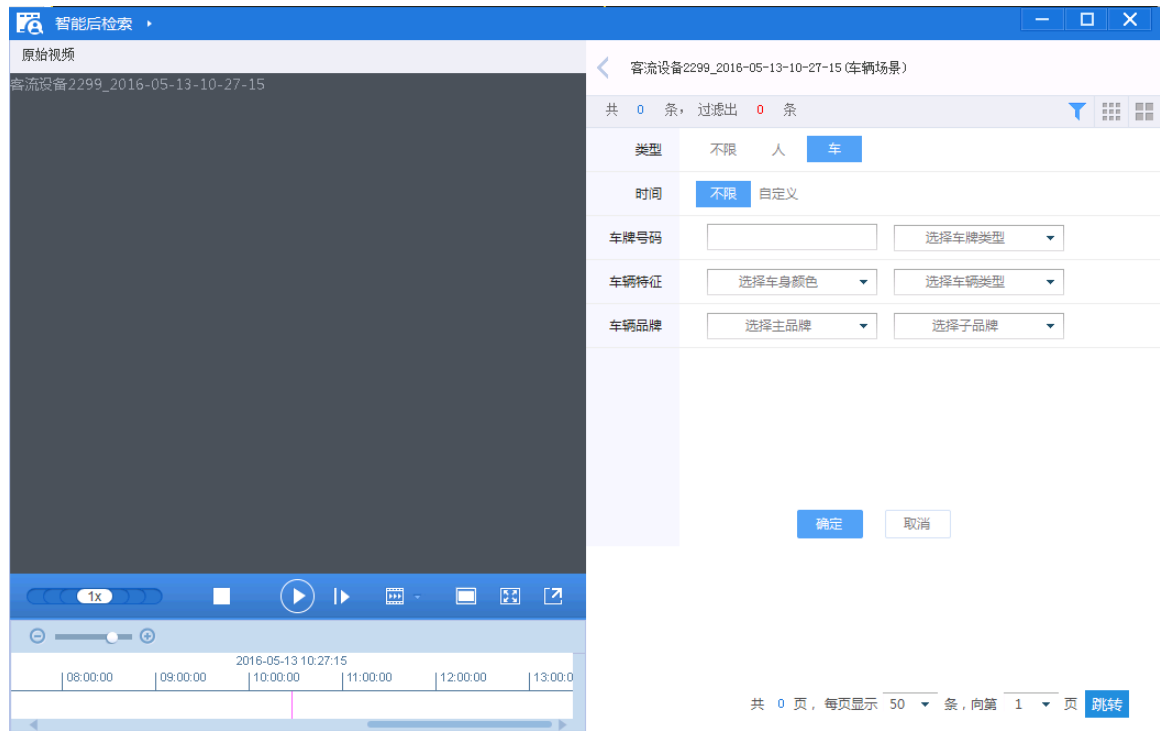 智能后检索
原始视频
客流设备2299_2016-05-13-10-27-15
1x
2016-05-13 10:27:15
08:00:00 09:00:00 10:00:00 11:00:00 12:00:00 13:00:0
客流设备2299_2016-05-13-10-27-15(车辆场景)
共 0 条，过滤出 0 条
类型 不限 人 车
时间 不限 自定义
车牌号码 选择车牌类型
车辆特征 选择车身颜色 选择车辆类型
车辆品牌 选择主品牌 选择子品牌
确定 取消
共 0 页，每页显示 50 条，向第 1 页 跳转